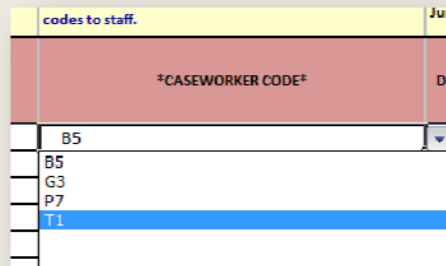 codes to staff.
*CASEWORKER CODE*
B5
B5
G3
P7
T1